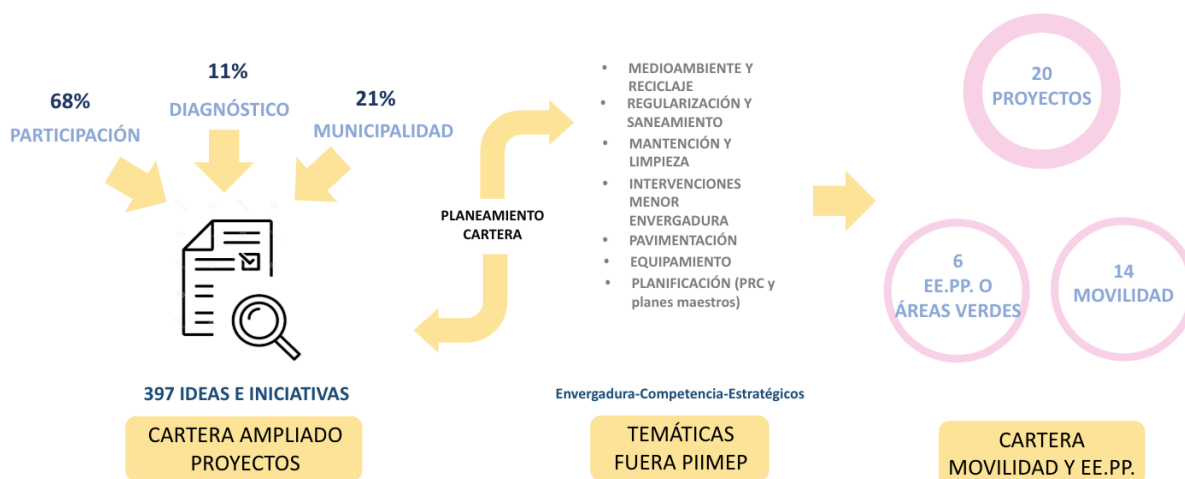 68%
PARTICIPACIÓN
11%
DIAGNÓSTICO
21%
MUNICIPALIDAD
397 IDEAS E INICIATIVAS
CARTERA AMPLIADO
PROYECTOS
PLANEAMIENTO
CARTERA
• MEDIOAMBIENTE Y
RECICLAJE
• REGULARIZACIÓN Y
SANEAMIENTO
• MANTENCIÓN Y
LIMPIEZA
• INTERVENCIONES
MENOR
ENVERGADURA
• PAVIMENTACIÓN
• EQUIPAMIENTO
• PLANIFICACIÓN (PRC y
planes maestros)
Envergadura-Competencia-Estratégicos
TEMÁTICAS
FUERA PIIMEP
20
PROYECTOS
6
EE.PP. O
ÁREAS VERDES
14
MOVILIDAD
CARTERA
MOVILIDAD Y EE.PP.